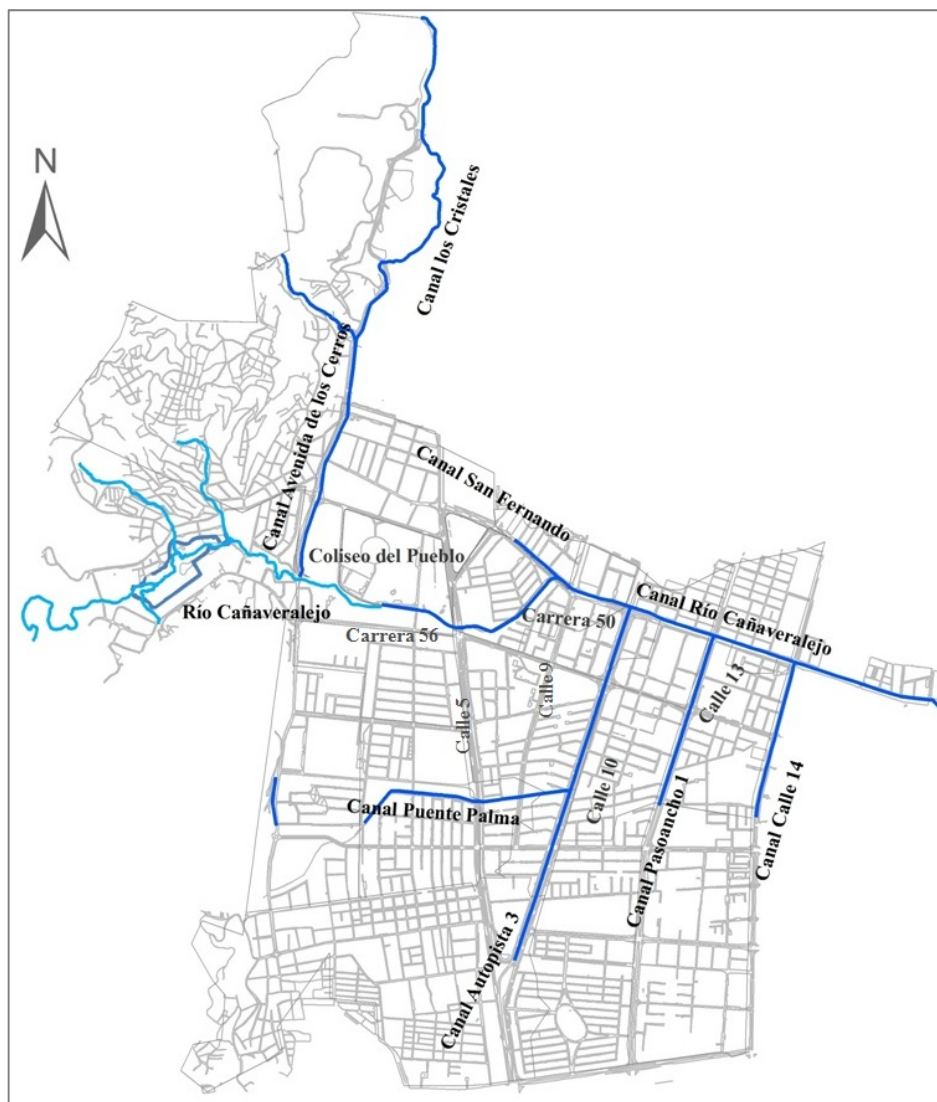 N
Canal los Cristales
Canal Avenida de los Cerros
Canal San Fernando
Coliseo del Pueblo
Canal Río Cañaveralejo
Río Cañaveralejo
Carrera 50
Carrera 56
Calle 9
Calle 13
Calle 5
Calle 10
Canal Puente Palma
Canal Pasoancho 1
Canal Calle 14
Canal Autopista 3